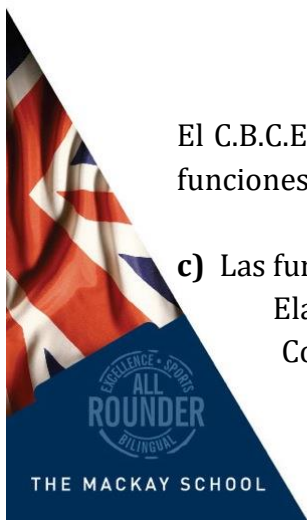 El C.B.C.E
funciones
c) Las fu
Ela
Co
EXCELLENCE • SPORTS
ALL
ROUNDER
BILINGUAL
THE MACKAY SCHOOL